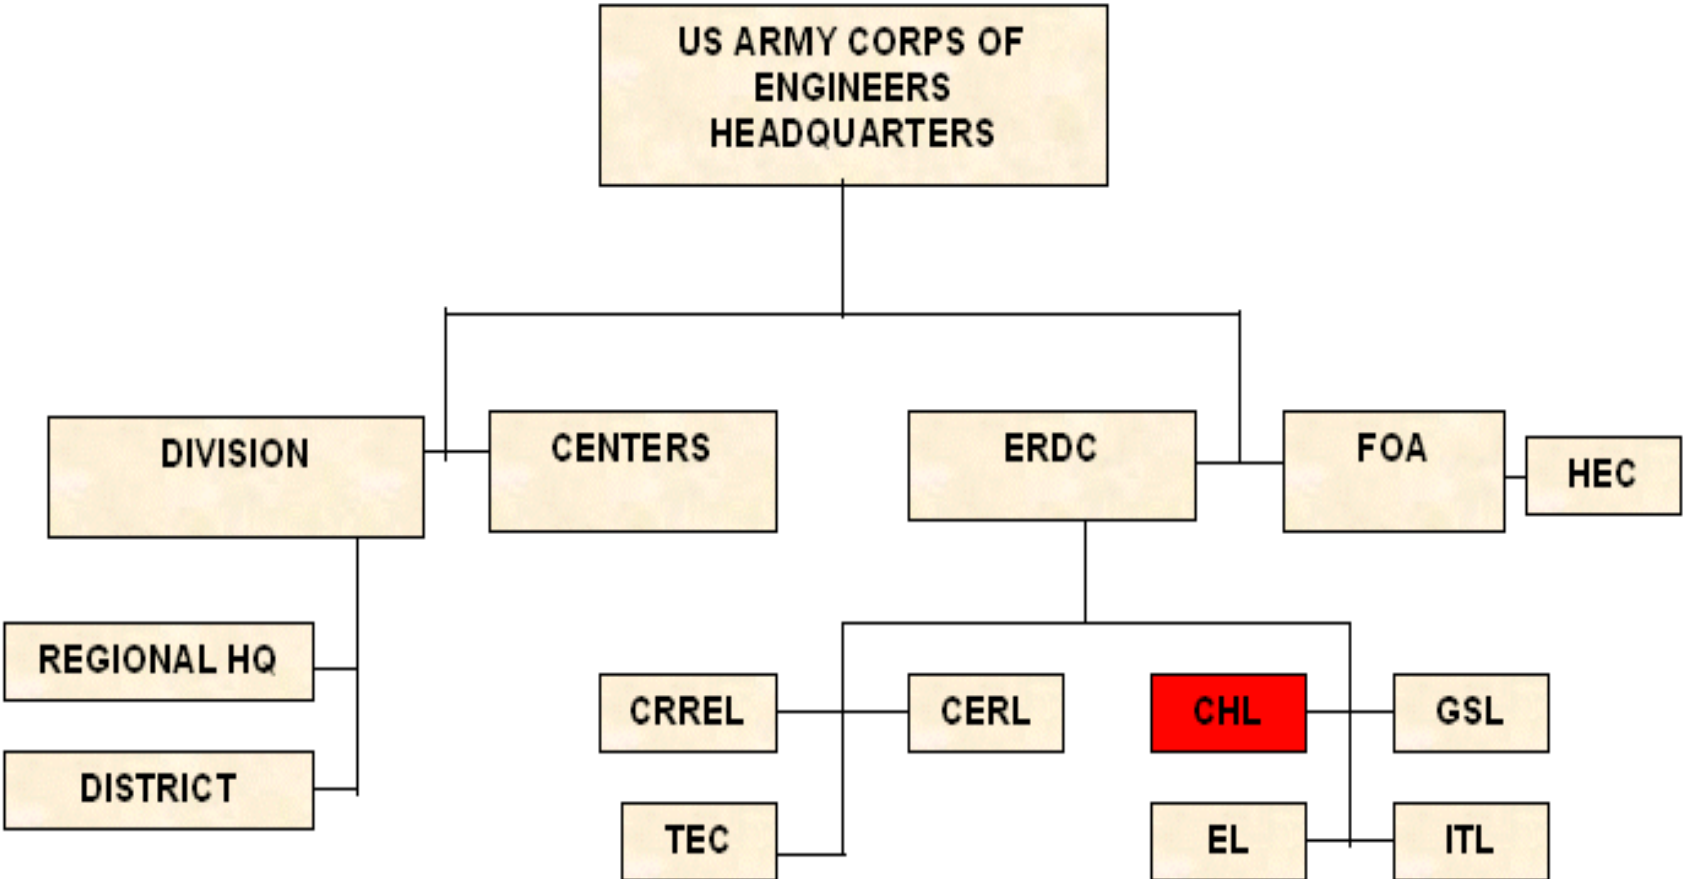 US ARMY CORPS OF
ENGINEERS
HEADQUARTERS
DIVISION
CENTERS
ERDC
FOA
HEC
REGIONAL HQ
DISTRICT
CRREL
CERL
CHL
GSL
TEC
EL
ITL